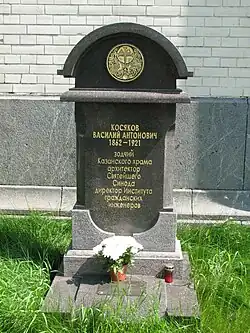 КОСЯКОВ
ВАСИЛИЙ АНТОНОВИЧ
1862–1921
зодчий
Казанского храма
архитектор
Святейшего
Синода
директор Института
гражданских
инженеров